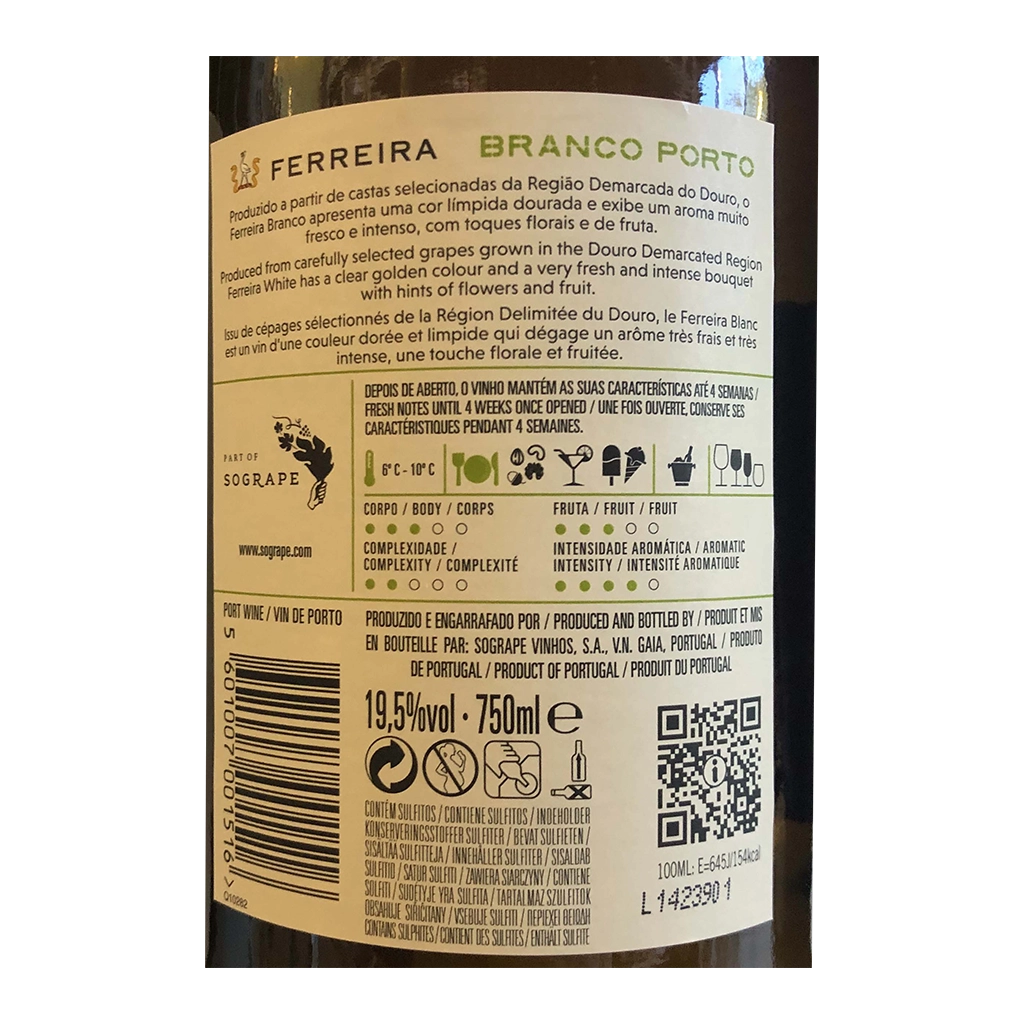 FERREIRA BRANCO PORTO
Produzido a partir de castas selecionadas da Região Demarcada do Douro, o
Ferreira Branco apresenta uma cor límpida dourada e exibe um aroma muito
fresco e intenso, com toques florais e de fruta.
Produced from carefully selected grapes grown in the Douro Demarcated Region
Ferreira White has a clear golden colour and a very fresh and intense bouquet
with hints of flowers and fruit.
Issu de cépages sélectionnés de la Région Delimitée du Douro, le Ferreira Blanc
est un vin d'une couleur dorée et limpide qui dégage un arôme très frais et très
intense, une touche florale et fruitée.
PART OF
SOGRAPE
www.sogrape.com
DEPOIS DE ABERTO, O VINHO MANTÉM AS SUAS CARACTERÍSTICAS ATÉ 4 SEMANAS /
FRESH NOTES UNTIL 4 WEEKS ONCE OPENED / UNE FOIS OUVERTE, CONSERVE SES
CARACTÉRISTIQUES PENDANT 4 SEMAINES.
6º C - 10º C
CORPO / BODY / CORPS
FRUTA / FRUIT / FRUIT
COMPLEXIDADE /
COMPLEXITY / COMPLEXITÉ
INTENSIDADE AROMÁTICA / AROMATIC
INTENSITY / INTENSITÉ AROMATIQUE
PORT WINE / VIN DE PORTO
5 601007 001516 >
Q10282
PRODUZIDO E ENGARRAFADO POR / PRODUCED AND BOTTLED BY / PRODUIT ET MIS
EN BOUTEILLE PAR: SOGRAPE VINHOS, S.A., V.N. GAIA, PORTUGAL / PRODUTO
DE PORTUGAL / PRODUCT OF PORTUGAL / PRODUIT DU PORTUGAL
19,5%vol · 750ml e
CONTÉM SULFITOS / CONTIENE SULFITOS / INDEHOLDER
KONSERVERINGSSTOFFER SULFITER / BEVAT SULFIETEN /
SISÄLTÄÄ SULFITTEJA / INNEHÅLLER SULFITER / SISALDAB
SULFITID / SATUR SULFITI / ZAWIERA SIARCZYNY / CONTIENE
SOLFITI / SUDĖTYJE YRA SULFITA / TARTALMAZ SZULFITOK
OBSAHUJE SIŘIČITANY / VSEBUJE SULFITI / ΠΕΡΙΕΧΕΙ ΘΕΙΩΔΗ
CONTAINS SULPHITES / CONTIENT DES SULFITES / ENTHÄLT SULFITE
100ML: E=645J/154kcal
L1423901